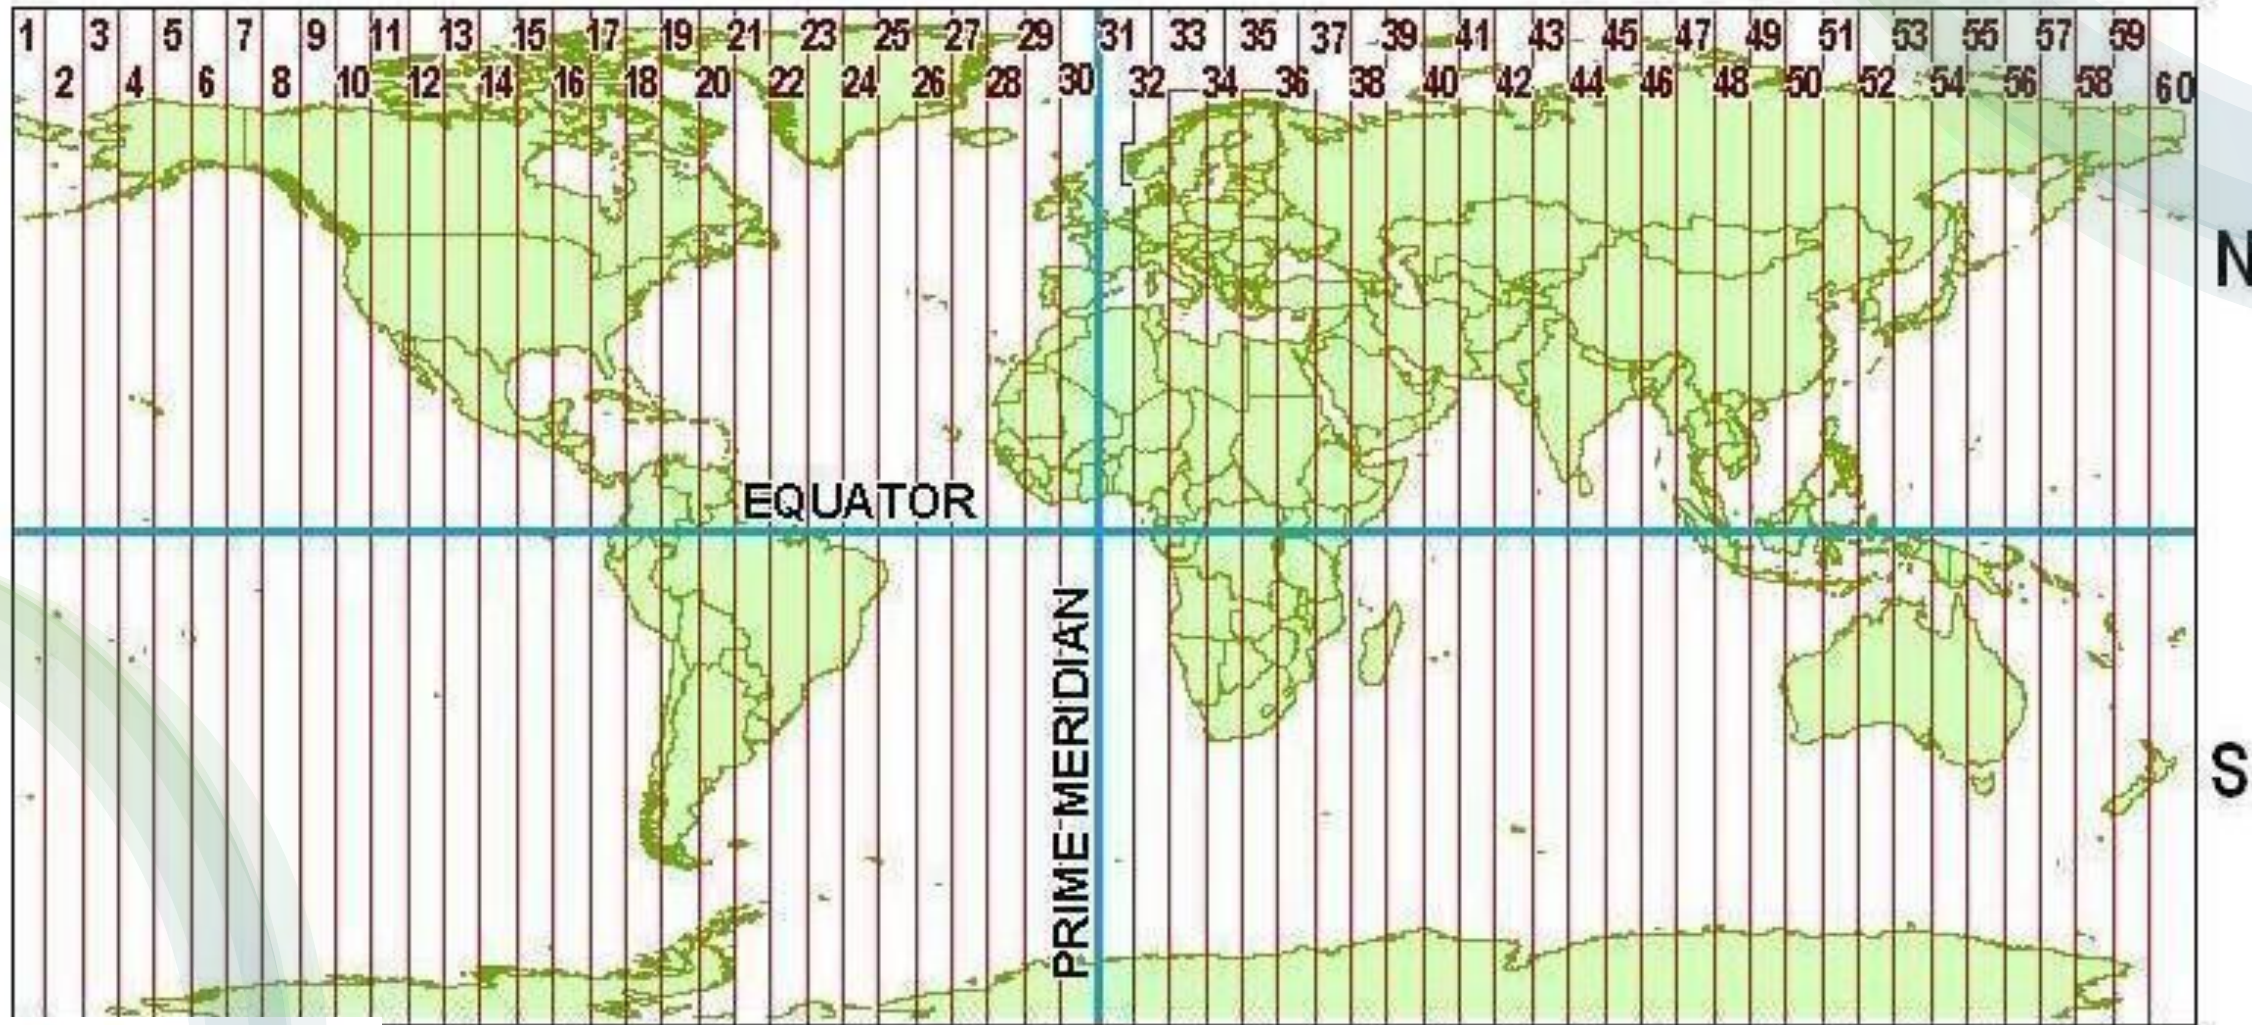 1 3 5 7 9 11 13 15 17 19 21 23 25 27 29 31 33 35 37 39 41 43 45 47 49 51 53 55 57 59
2 4 6 8 10 12 14 16 18 20 22 24 26 28 30 32 34 36 38 40 42 44 46 48 50 52 54 56 58 60
N
EQUATOR
PRIME MERIDIAN
S